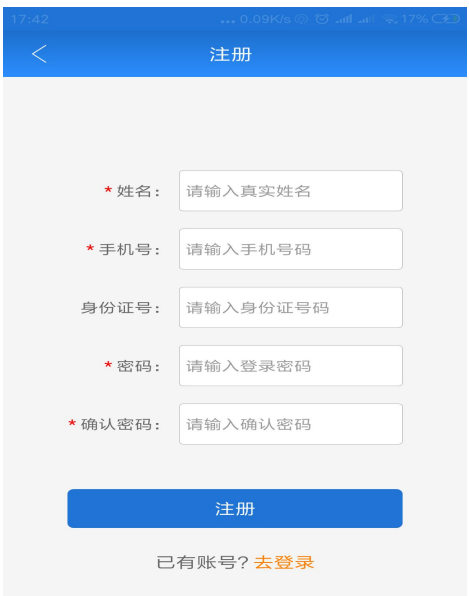 17:42 ... 0.09K/s 17%
注册
*姓名: 请输入真实姓名
*手机号: 请输入手机号码
身份证号: 请输入身份证号码
*密码: 请输入登录密码
*确认密码: 请输入确认密码
注册
已有账号?去登录